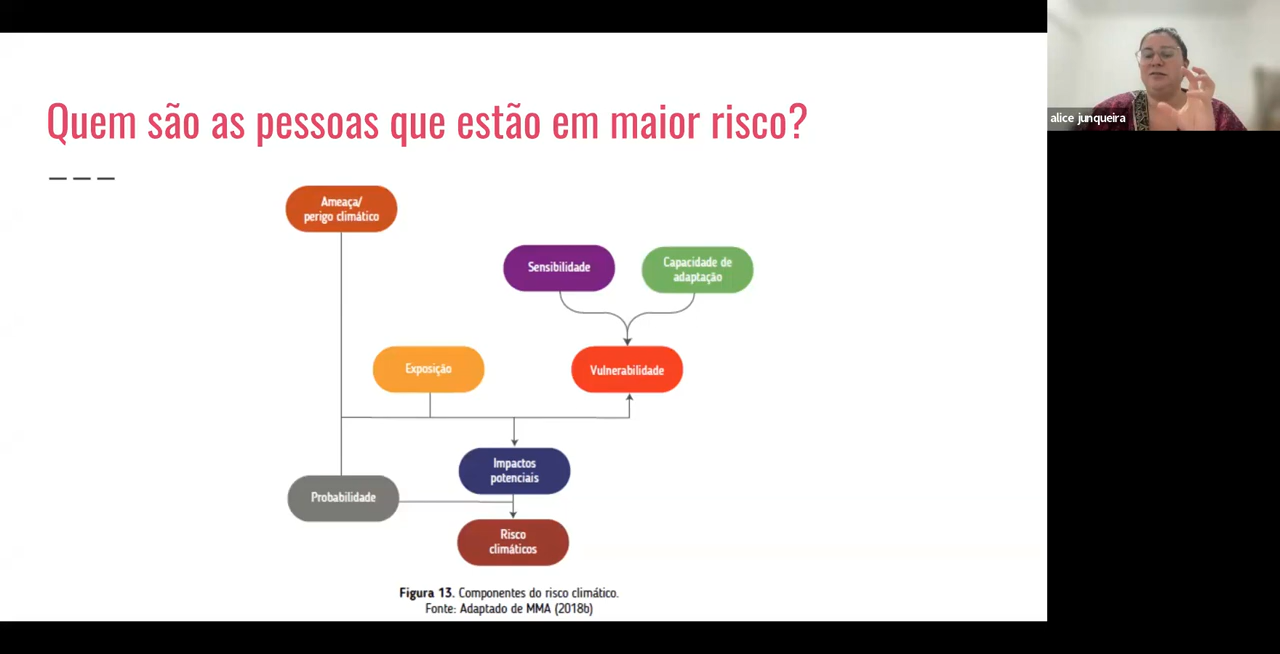 Quem são as pessoas que estão em maior risco?
alice junqueira
Ameaça/
perigo climático
Sensibilidade
Capacidade de
adaptação
Exposição
Vulnerabilidade
Impactos
potenciais
Probabilidade
Risco
climáticos
Figura 13. Componentes do risco climático.
Fonte: Adaptado de MMA (2018b)